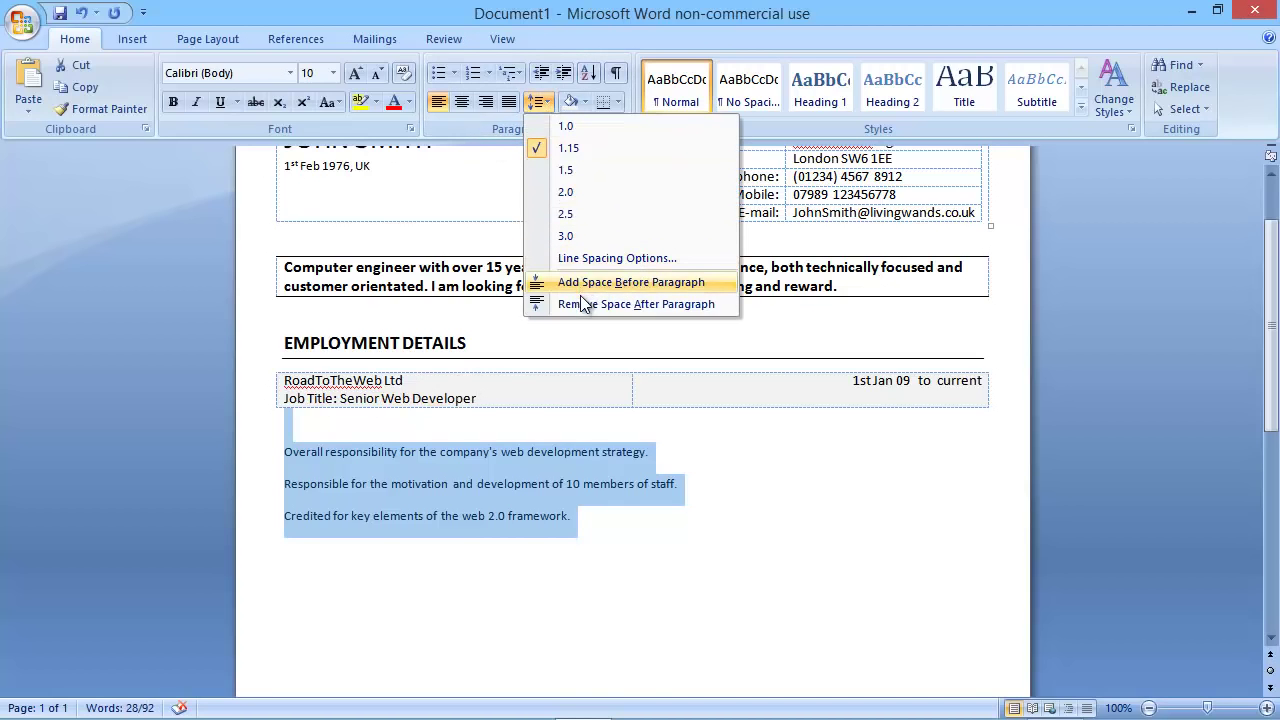 Document1 - Microsoft Word non-commercial use
Home Insert Page Layout References Mailings Review View
Paste
Cut
Copy
Format Painter
Clipboard
Calibri (Body) 10
B I U abc x₂ x² Aa A
Font
AaBbCcDc AaBbCcDc AaBbCc AaBbCc AaB AaBbCc.
¶ Normal ¶ No Spaci... Heading 1 Heading 2 Title Subtitle
Change Styles
Styles
Find
Replace
Select
Editing
1.0
1.15
1.5
2.0
2.5
3.0
Line Spacing Options...
Add Space Before Paragraph
Space After Paragraph
JOHN SMITH
1st Feb 1976, UK
London SW6 1EE
phone: (01234) 4567 8912
Mobile: 07989 123456778
E-mail: JohnSmith@livingwands.co.uk
Computer engineer with over 15 yea nce, both technically focused and
customer orientated. I am looking fo ng and reward.
EMPLOYMENT DETAILS
RoadToTheWeb Ltd 1st Jan 09 to current
Job Title: Senior Web Developer
Overall responsibility for the company's web development strategy.
Responsible for the motivation and development of 10 members of staff.
Credited for key elements of the web 2.0 framework.
Page: 1 of 1 Words: 28/92 100%